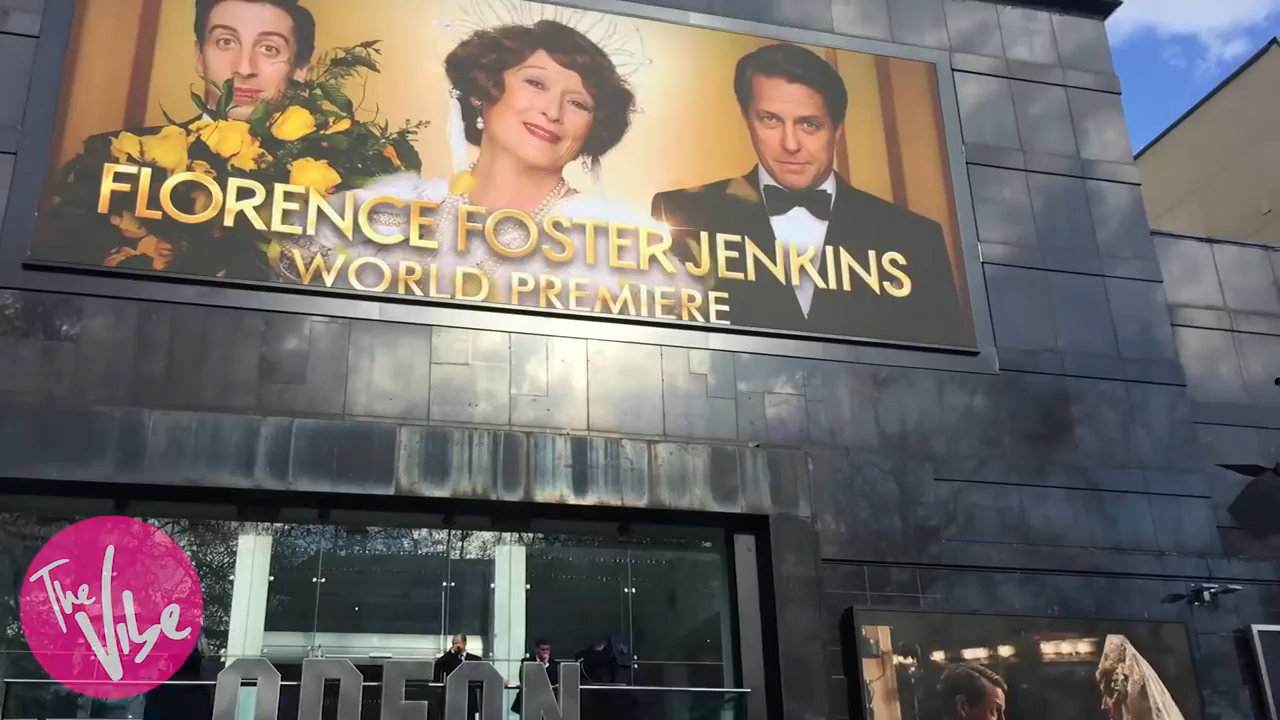 FLORENCE FOSTER JENKINS
WORLD PREMIERE
The
Vibe
ODEON